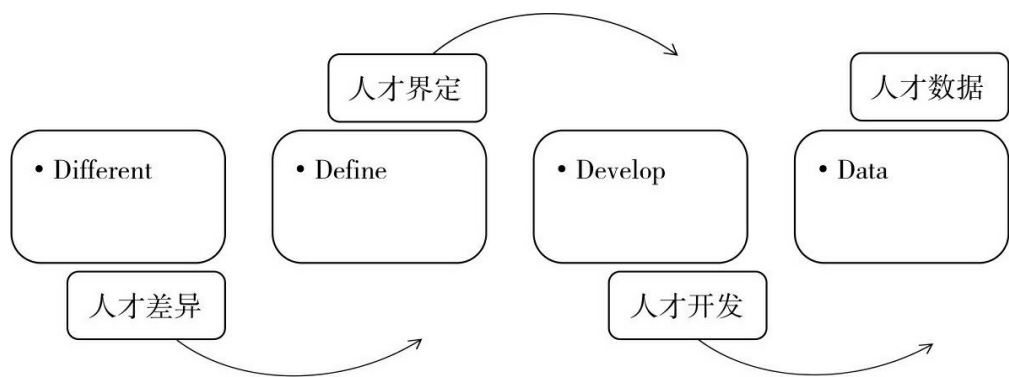 人才界定
人才数据
• Different
• Define
• Develop
• Data
人才差异
人才开发